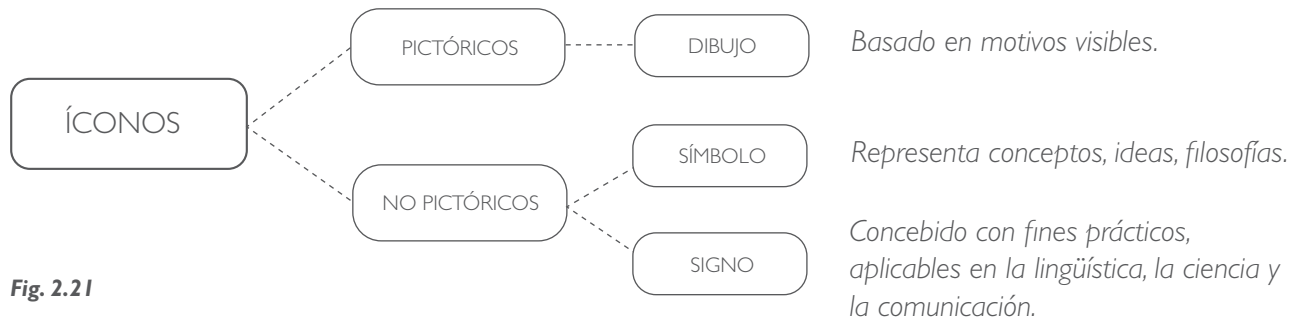 PICTÓRICOS
DIBUJO
Basado en motivos visibles.
ÍCONOS
SÍMBOLO
Representa conceptos, ideas, filosofías.
NO PICTÓRICOS
SIGNO
Concebido con fines prácticos,
aplicables en la lingüística, la ciencia y
la comunicación.
Fig. 2.21